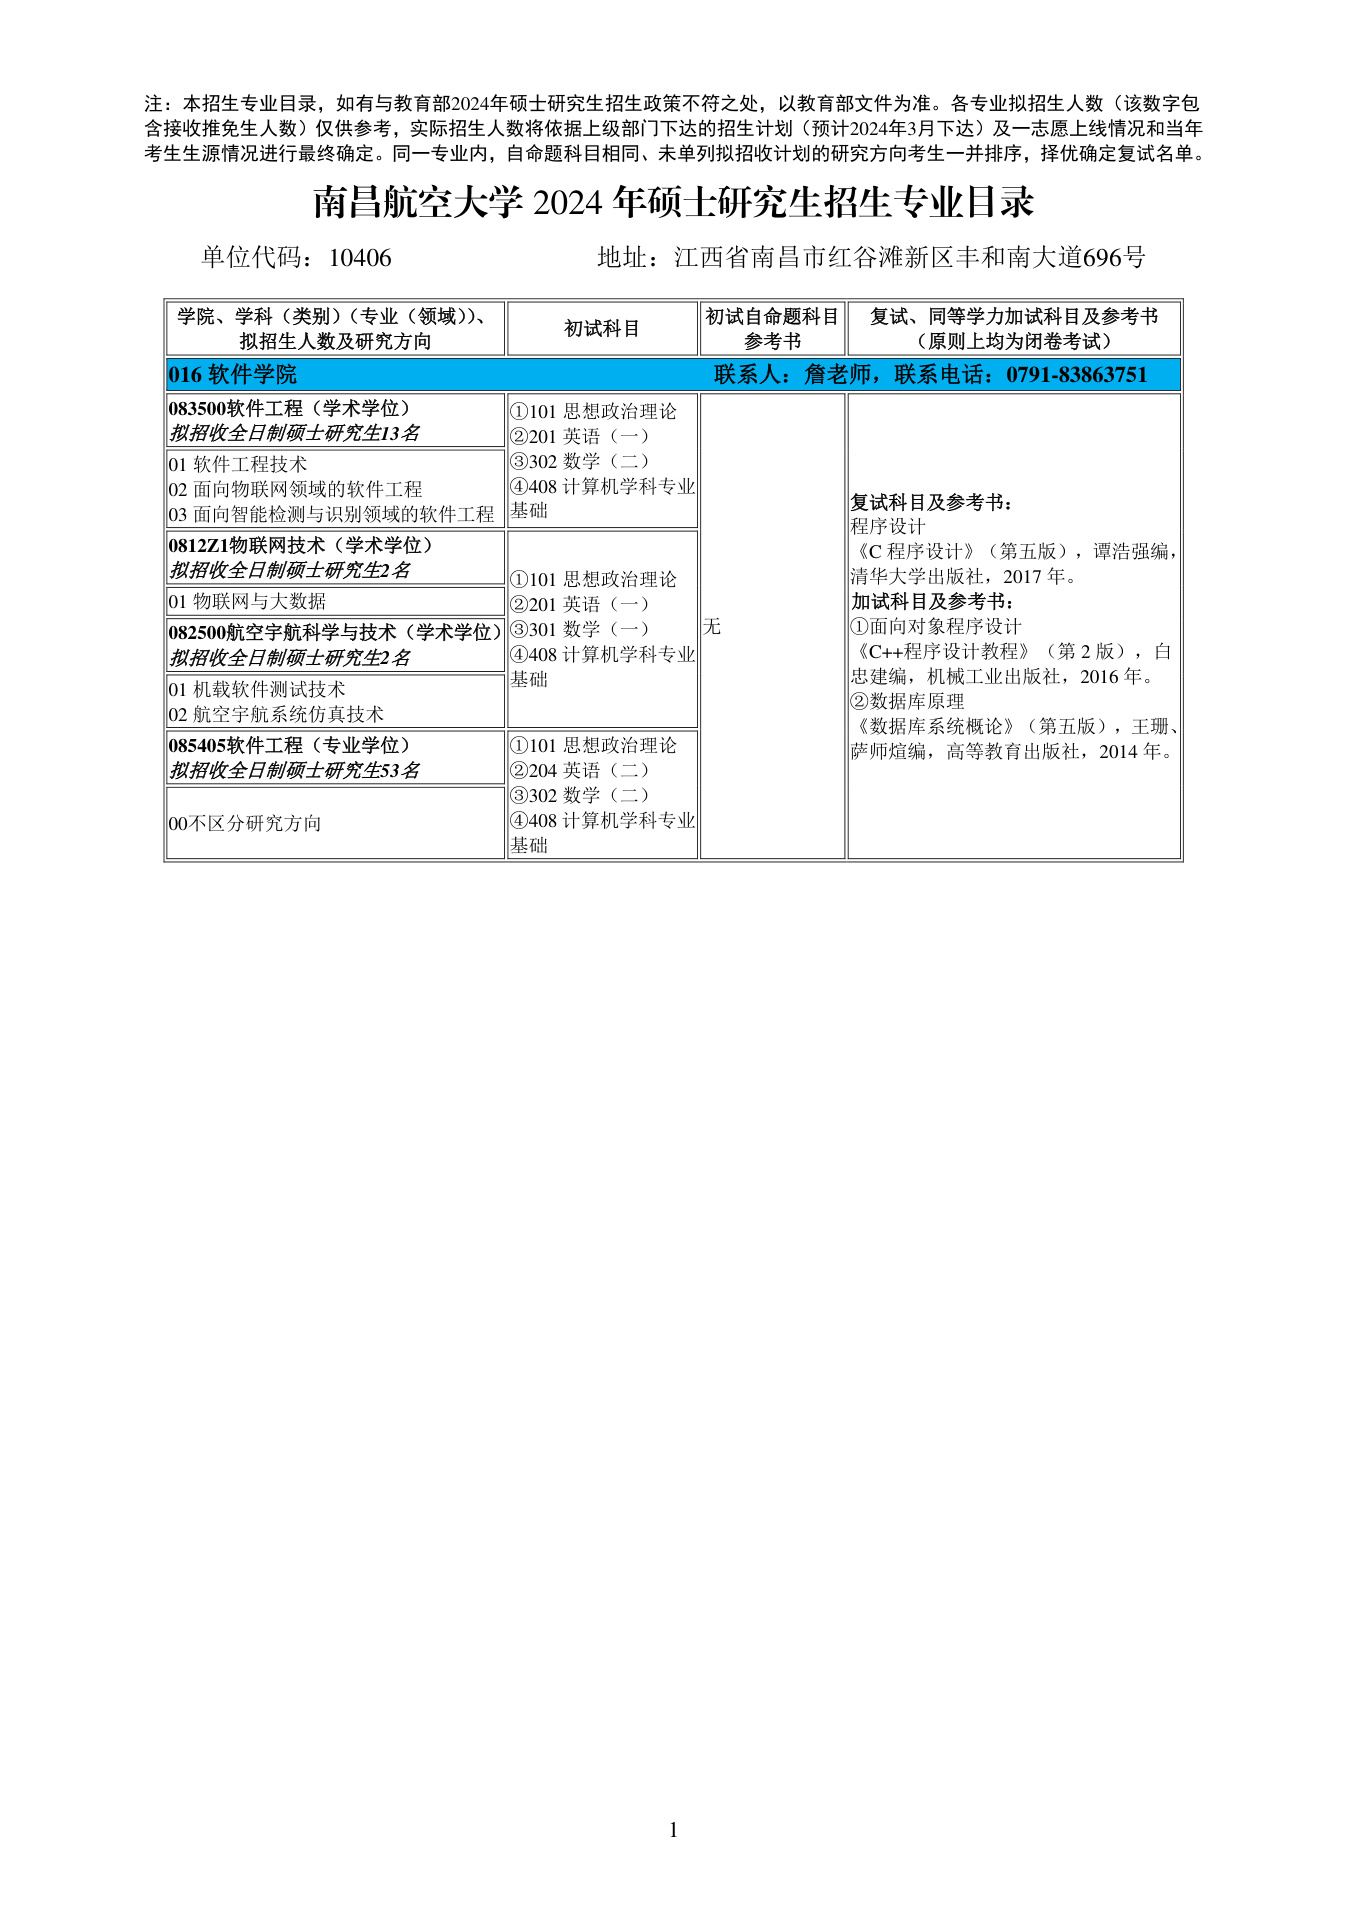 注：本招生专业目录，如有与教育部2024年硕士研究生招生政策不符之处，以教育部文件为准。各专业拟招生人数（该数字包
含接收推免生人数）仅供参考，实际招生人数将依据上级部门下达的招生计划（预计2024年3月下达）及一志愿上线情况和当年
考生生源情况进行最终确定。同一专业内，自命题科目相同、未单列拟招收计划的研究方向考生一并排序，择优确定复试名单。
南昌航空大学 2024 年硕士研究生招生专业目录
单位代码：10406 地址：江西省南昌市红谷滩新区丰和南大道696号
学院、学科（类别）（专业（领域））、
拟招生人数及研究方向
初试科目
初试自命题科目
参考书
复试、同等学力加试科目及参考书
（原则上均为闭卷考试）
016 软件学院 联系人：詹老师，联系电话：0791-83863751
083500软件工程（学术学位）
拟招收全日制硕士研究生13名
01 软件工程技术
02 面向物联网领域的软件工程
03 面向智能检测与识别领域的软件工程
①101 思想政治理论
②201 英语（一）
③302 数学（二）
④408 计算机学科专业
基础
0812Z1物联网技术（学术学位）
拟招收全日制硕士研究生2名
01 物联网与大数据
082500航空宇航科学与技术（学术学位）
拟招收全日制硕士研究生2名
01 机载软件测试技术
02 航空宇航系统仿真技术
①101 思想政治理论
②201 英语（一）
③301 数学（一）
④408 计算机学科专业
基础
085405软件工程（专业学位）
拟招收全日制硕士研究生53名
00不区分研究方向
①101 思想政治理论
②204 英语（二）
③302 数学（二）
④408 计算机学科专业
基础
无
复试科目及参考书：
程序设计
《C 程序设计》（第五版），谭浩强编，
清华大学出版社，2017 年。
加试科目及参考书：
①面向对象程序设计
《C++程序设计教程》（第 2 版），白
忠建编，机械工业出版社，2016 年。
②数据库原理
《数据库系统概论》（第五版），王珊、
萨师煊编，高等教育出版社，2014 年。
1